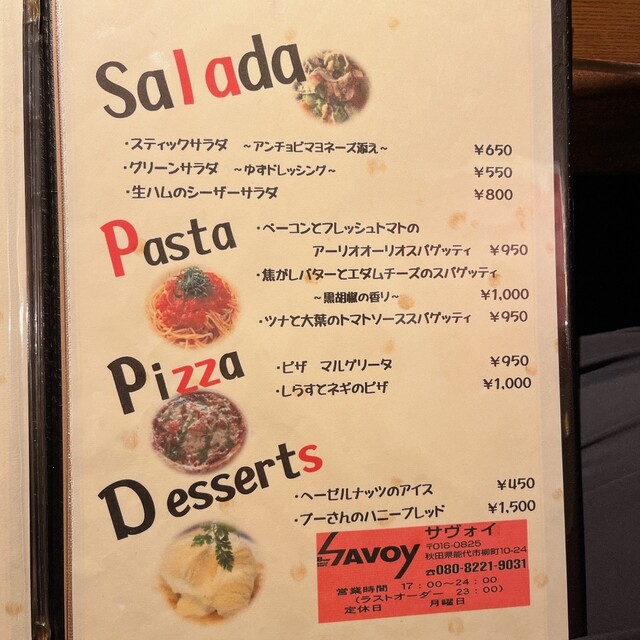 Salada
・スティックサラダ ～アンチョビマヨネーズ添え～ ¥650
・グリーンサラダ ～ゆずドレッシング～ ¥550
・生ハムのシーザーサラダ ¥800
Pasta
・ベーコンとフレッシュトマトの
アーリオオーリオスパゲッティ ¥950
・焦がしバターとエダムチーズのスパゲッティ
～黒胡椒の香り～ ¥1,000
・ツナと大葉のトマトソーススパゲッティ ¥950
Pizza
・ピザ マルゲリータ ¥950
・しらすとネギのピザ ¥1,000
Desserts
・ヘーゼルナッツのアイス ¥450
・プーさんのハニーブレッド ¥1,500
SAVOY
サヴォイ
〒016-0825
秋田県能代市柳町10-24
☎080-8221-9031
営業時間 17：00～24：00
（ラストオーダー 23：00）
定休日 月曜日